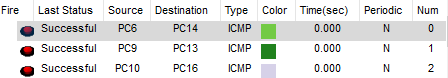 Fire Last Status Source Destination Type Color Time(sec) Periodic Num
Successful PC6 PC14 ICMP 0.000 N 0
Successful PC9 PC13 ICMP 0.000 N 1
Successful PC10 PC16 ICMP 0.000 N 2